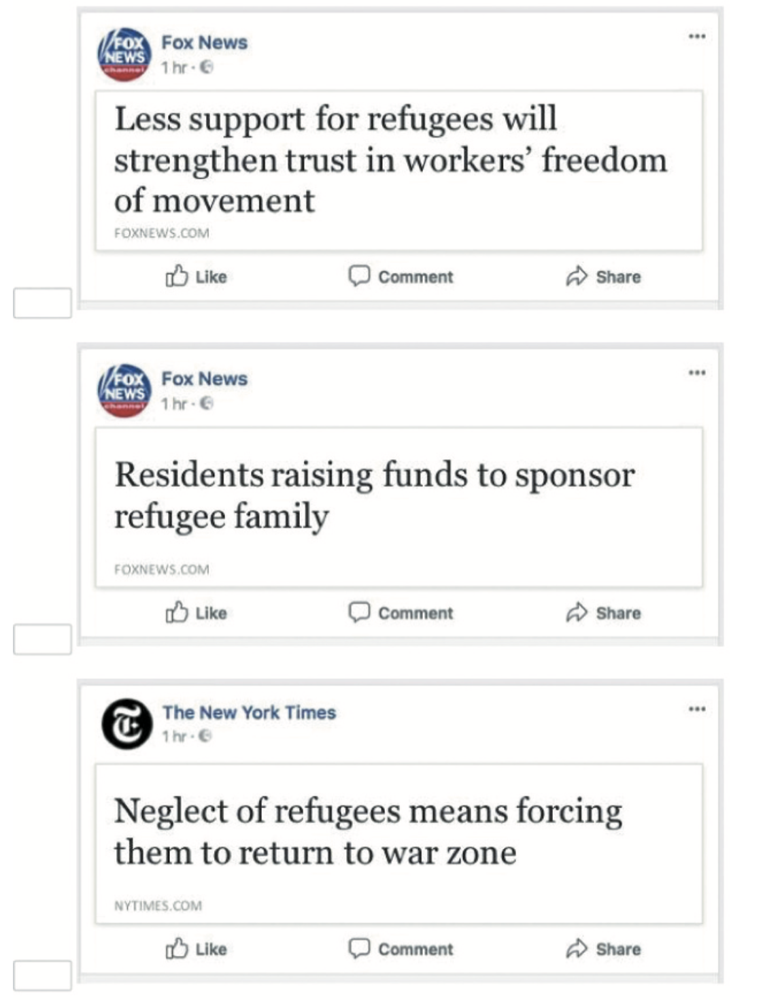 FOX
NEWS
channel
Fox News
1 hr ·
Less support for refugees will
strengthen trust in workers’ freedom
of movement
FOXNEWS.COM
Like
Comment
Share
FOX
NEWS
channel
Fox News
1 hr ·
Residents raising funds to sponsor
refugee family
FOXNEWS.COM
Like
Comment
Share
T
The New York Times
1 hr ·
Neglect of refugees means forcing
them to return to war zone
NYTIMES.COM
Like
Comment
Share